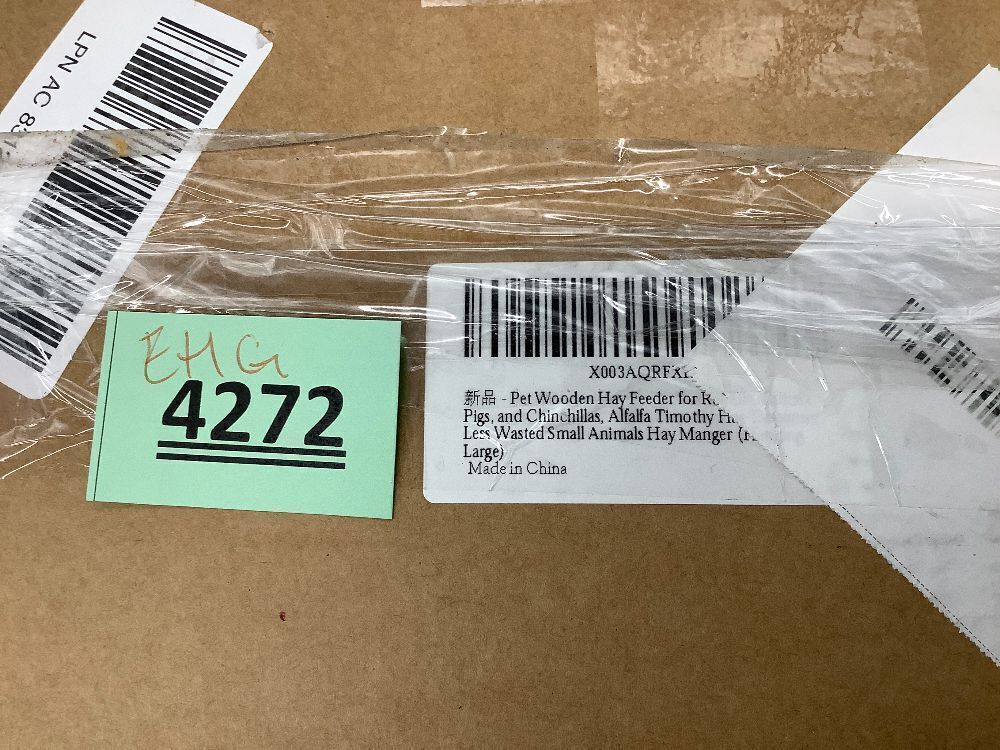 LPN AC
EHG
4272
新品 - Pet Wooden Hay Feeder for
Pigs, and Chinchillas, Alfalfa Timothy
Less Wasted Small Animals Hay Manger
Large)
Made in China